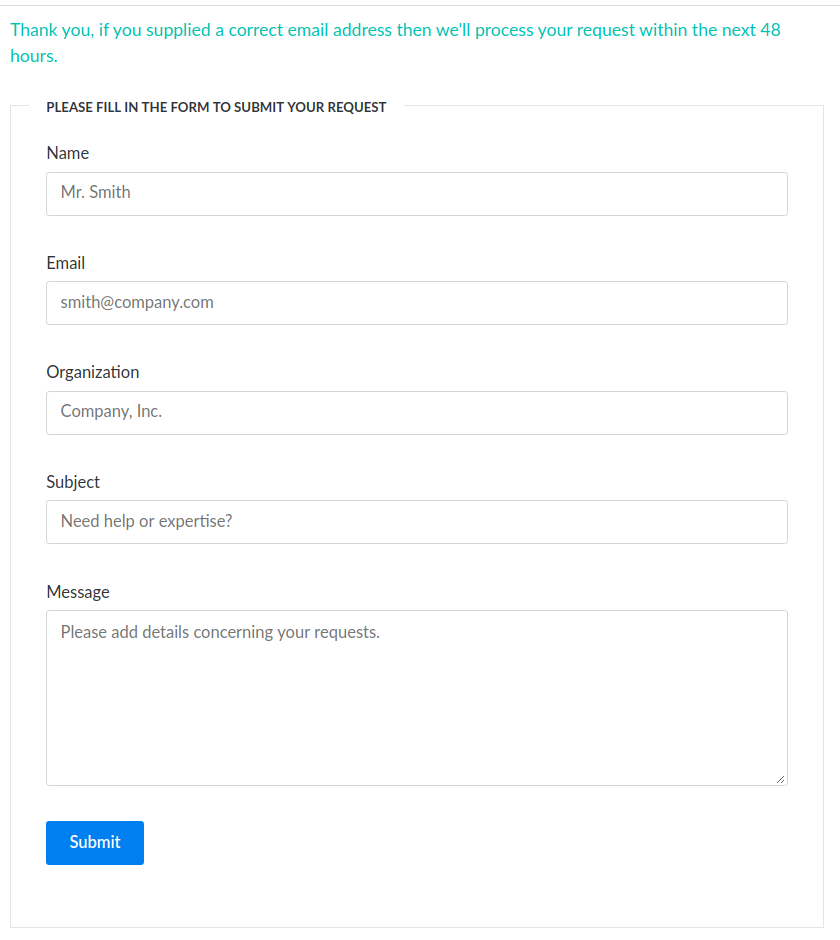 Thank you, if you supplied a correct email address then we'll process your request within the next 48
hours.
PLEASE FILL IN THE FORM TO SUBMIT YOUR REQUEST
Name
Mr. Smith
Email
smith@company.com
Organization
Company, Inc.
Subject
Need help or expertise?
Message
Please add details concerning your requests.
Submit